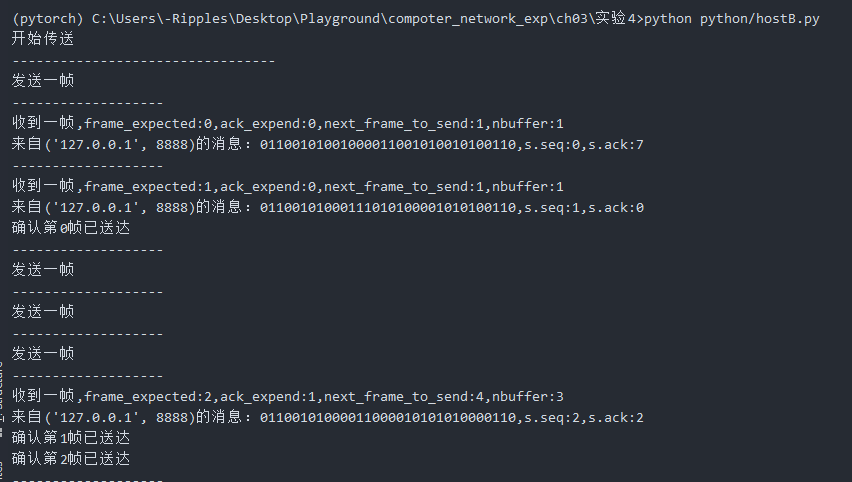 (pytorch) C:\Users\-Ripples\Desktop\Playground\compoter_network_exp\ch03\实验4>python python/hostB.py
开始传送
---------------------------------
发送一帧
-------------------
收到一帧,frame_expected:0,ack_expend:0,next_frame_to_send:1,nbuffer:1
来自('127.0.0.1', 8888)的消息: 01100101001000011001010010100110,s.seq:0,s.ack:7
-------------------
收到一帧,frame_expected:1,ack_expend:0,next_frame_to_send:1,nbuffer:1
来自('127.0.0.1', 8888)的消息: 01100101000111010100001010100110,s.seq:1,s.ack:0
确认第0帧已送达
-------------------
发送一帧
-------------------
发送一帧
-------------------
发送一帧
-------------------
收到一帧,frame_expected:2,ack_expend:1,next_frame_to_send:4,nbuffer:3
来自('127.0.0.1', 8888)的消息: 01100101000011000010101010000110,s.seq:2,s.ack:2
确认第1帧已送达
确认第2帧已送达
-------------------